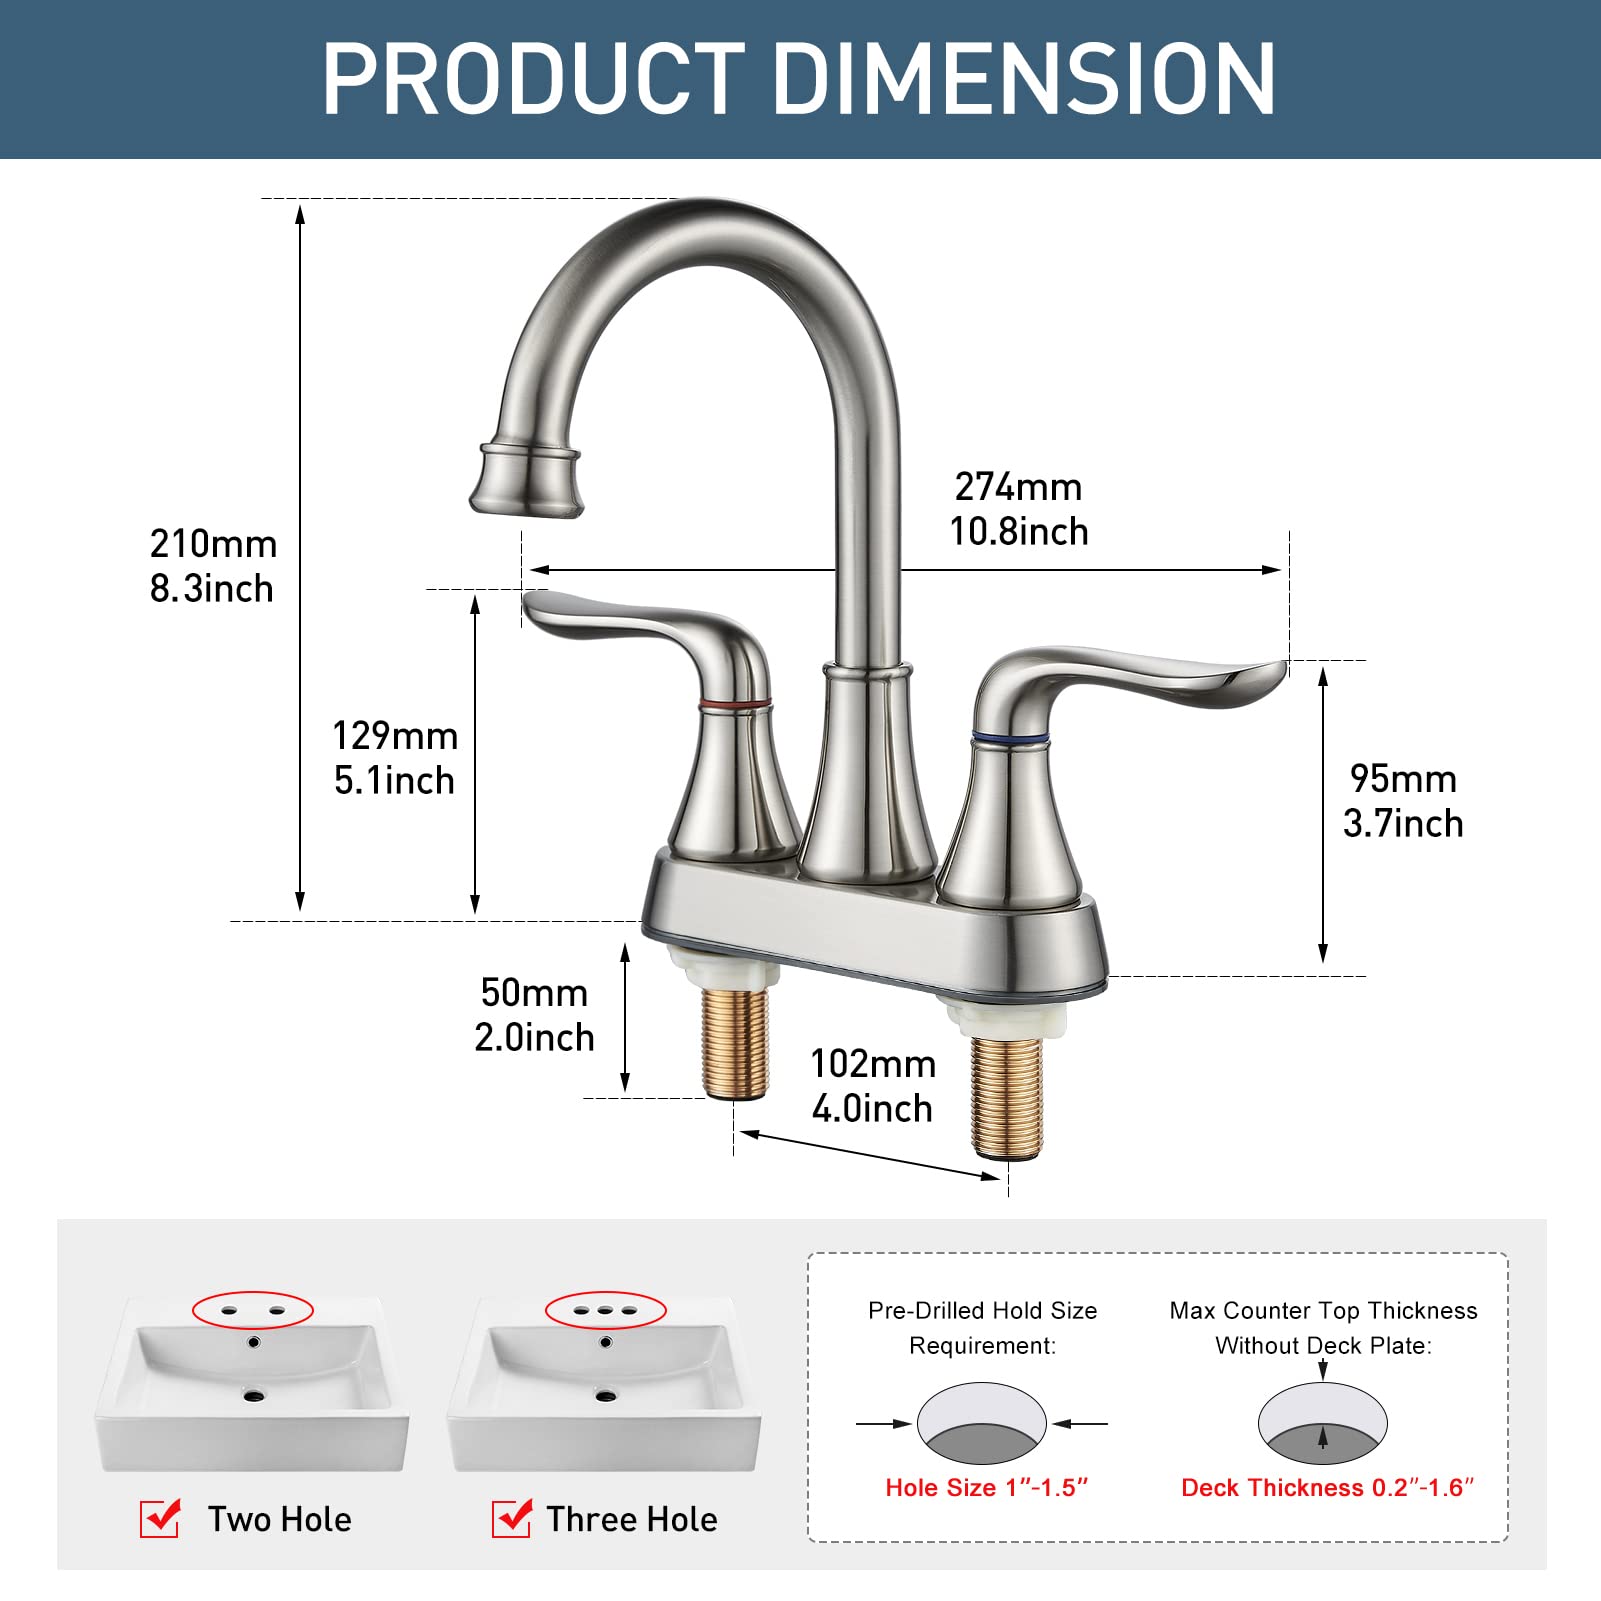 PRODUCT DIMENSION
274mm
10.8inch
210mm
8.3inch
129mm
5.1inch
95mm
3.7inch
50mm
2.0inch
102mm
4.0inch
Two Hole
Three Hole
Pre-Drilled Hold Size
Requirement:
Hole Size 1"-1.5"
Max Counter Top Thickness
Without Deck Plate:
Deck Thickness 0.2"-1.6"